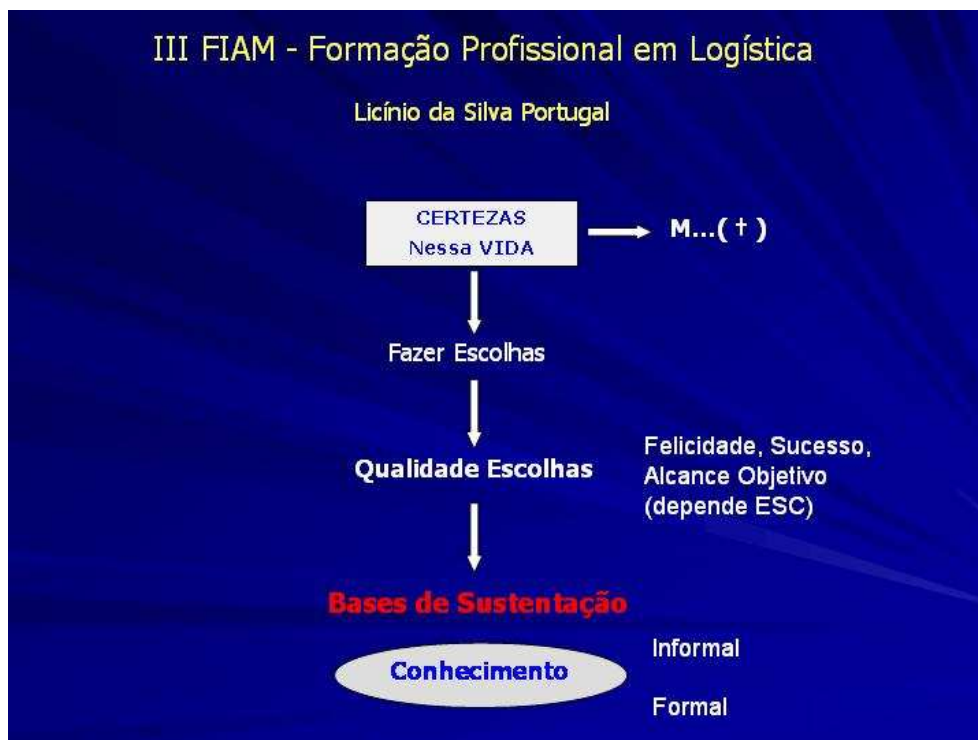 III FIAM - Formação Profissional em Logística
Licínio da Silva Portugal
CERTEZAS
Nessa VIDA
M...( † )
Fazer Escolhas
Qualidade Escolhas
Felicidade, Sucesso,
Alcance Objetivo
(depende ESC)
Bases de Sustentação
Conhecimento
Informal
Formal